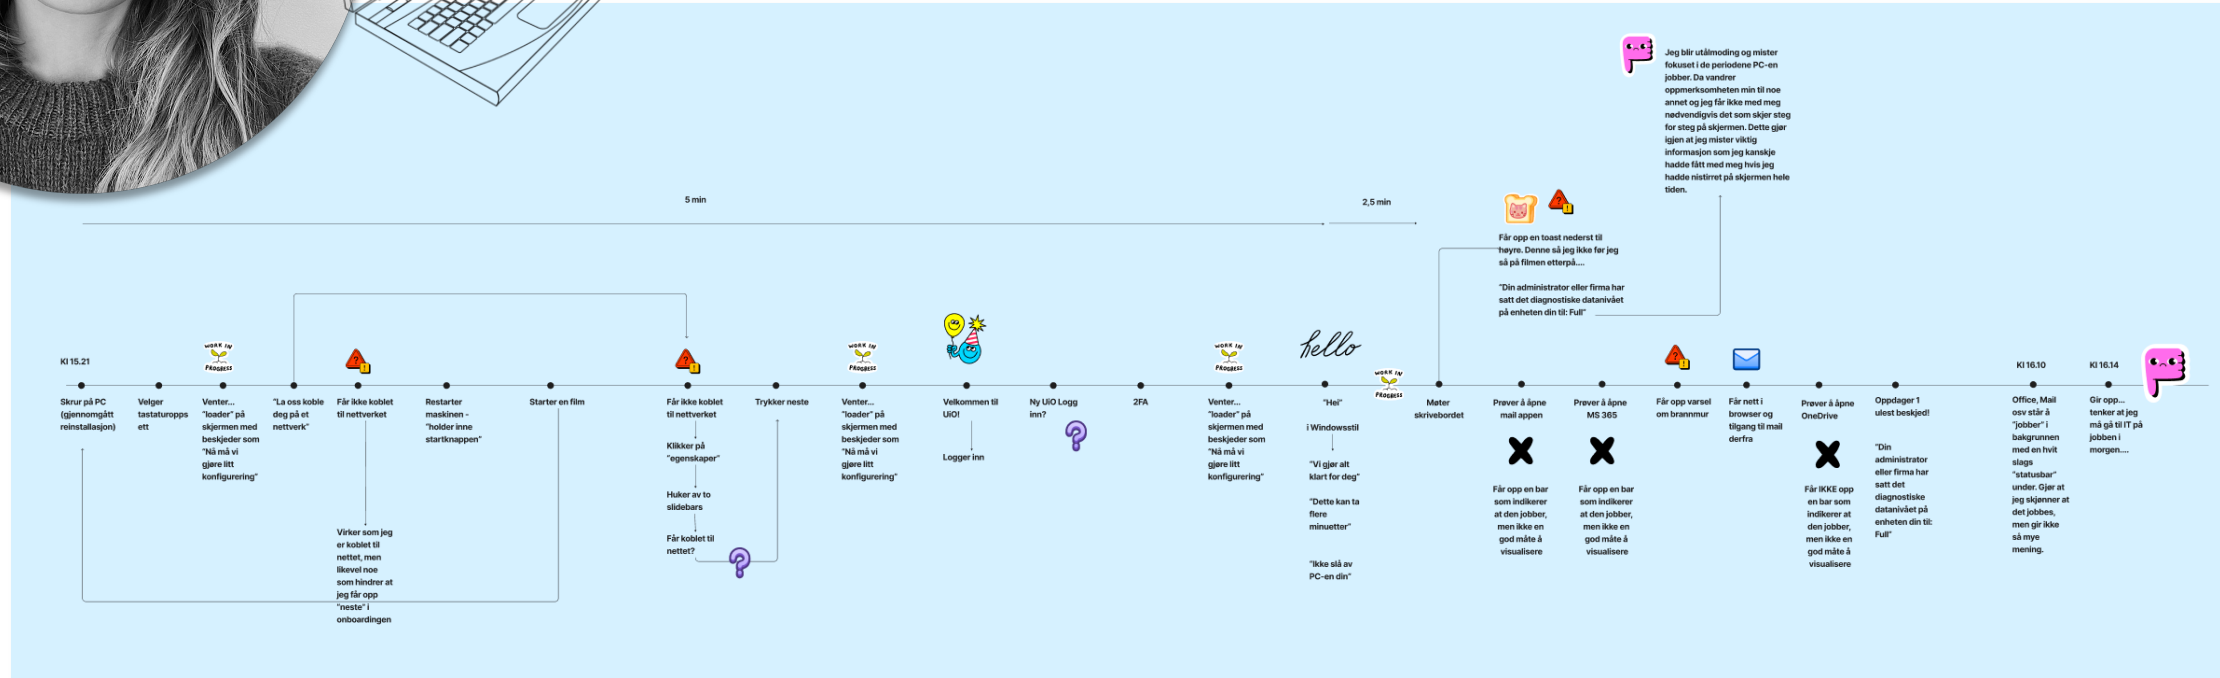 Jeg blir utålmoding og mister
fokuset i de periodene PC-en
jobber. Da vandrer
oppmerksomheten min til noe
annet og jeg får ikke med meg
nødvendigvis det som skjer steg
for steg på skjermen. Dette gjør
igjen at jeg mister viktig
informasjon som jeg kanskje
hadde fått med meg hvis jeg
hadde nistirret på skjermen hele
tiden.
5 min
2,5 min
Får opp en toast nederst til
høyre. Denne så jeg ikke før jeg
så på filmen etterpå....
"Din administrator eller firma har
satt det diagnostiske datanivået
på enheten din til: Full"
Kl 15.21
Skrur på PC
(gjennomgått
reinstallasjon)
Velger
tastaturopps
ett
WORK IN
PROGRESS
Venter...
"loader" på
skjermen med
beskjeder som
"Nå må vi
gjøre litt
konfigurering"
"La oss koble
deg på et
nettverk"
Får ikke koblet
til nettverket
Virker som jeg
er koblet til
nettet, men
likevel noe
som hindrer at
jeg får opp
"neste" i
onboardingen
Restarter
maskinen -
"holder inne
startknappen"
Starter en film
Får ikke koblet
til nettverket
Klikker på
"egenskaper"
Huker av to
slidebars
Får koblet til
nettet?
Trykker neste
WORK IN
PROGRESS
Venter...
"loader" på
skjermen med
beskjeder som
"Nå må vi
gjøre litt
konfigurering"
Velkommen til
UiO!
Logger inn
Ny UiO Logg
inn?
2FA
WORK IN
PROGRESS
Venter...
"loader" på
skjermen med
beskjeder som
"Nå må vi
gjøre litt
konfigurering"
hello
"Hei"
i Windowsstil
"Vi gjør alt
klart for deg"
"Dette kan ta
flere
minuetter"
"Ikke slå av
PC-en din"
WORK IN
PROGRESS
Møter
skrivebordet
Prøver å åpne
mail appen
Får opp en bar
som indikerer
at den jobber,
men ikke en
god måte å
visualisere
Prøver å åpne
MS 365
Får opp en bar
som indikerer
at den jobber,
men ikke en
god måte å
visualisere
Får opp varsel
om brannmur
Får nett i
browser og
tilgang til mail
derfra
Prøver å åpne
OneDrive
Får IKKE opp
en bar som
indikerer at
den jobber,
men ikke en
god måte å
visualisere
Oppdager 1
ulest beskjed!
"Din
administrator
eller firma har
satt det
diagnostiske
datanivået på
enheten din til:
Full"
Kl 16.10
Office, Mail
osv står å
"jobber" i
bakgrunnen
med en hvit
slags
"statusbar"
under. Gjør at
jeg skjønner at
det jobbes,
men gir ikke
så mye
mening.
Kl 16.14
Gir opp...
tenker at jeg
må gå til IT på
jobben i
morgen....